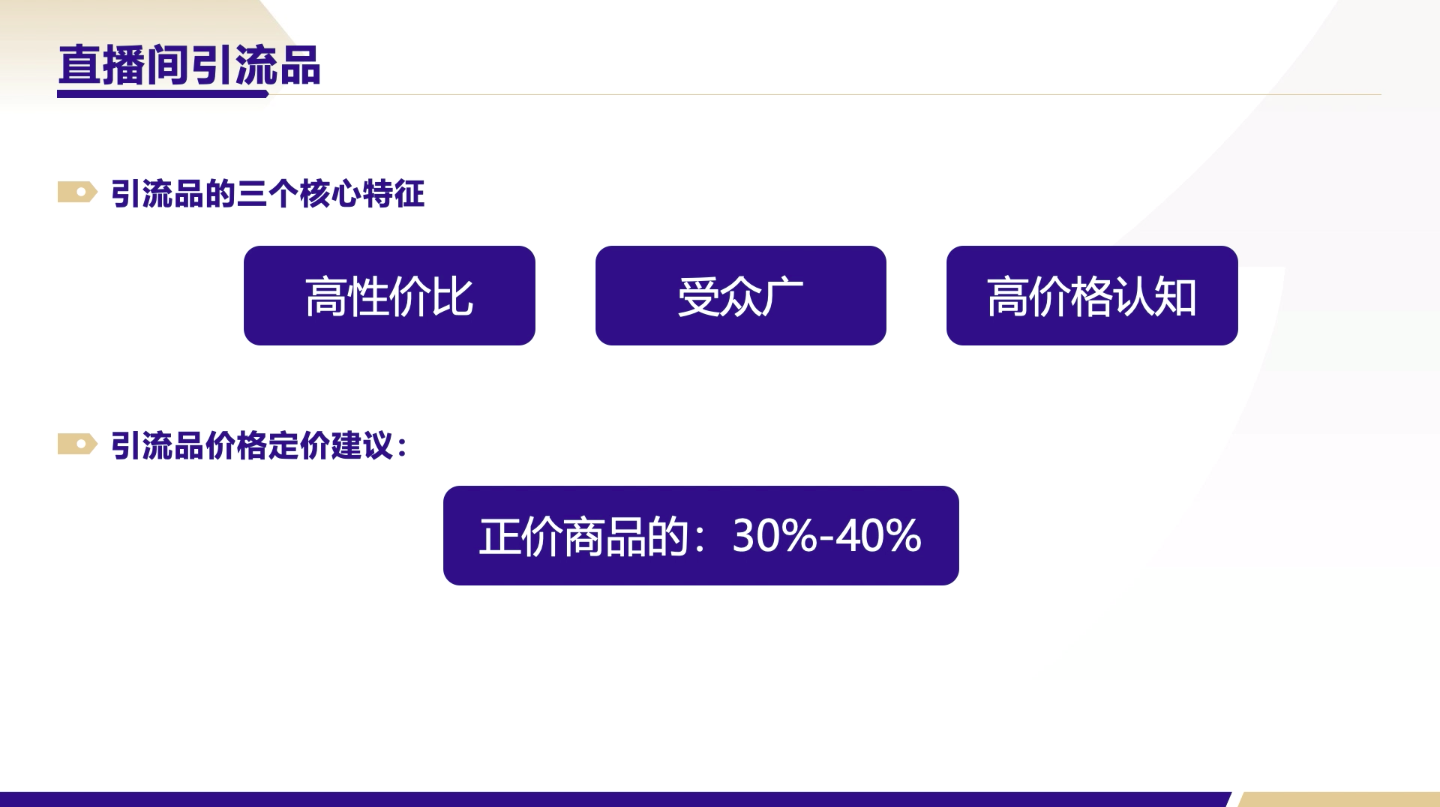 直播间引流品
引流品的三个核心特征
高性价比
受众广
高价格认知
引流品价格定价建议：
正价商品的：30%-40%